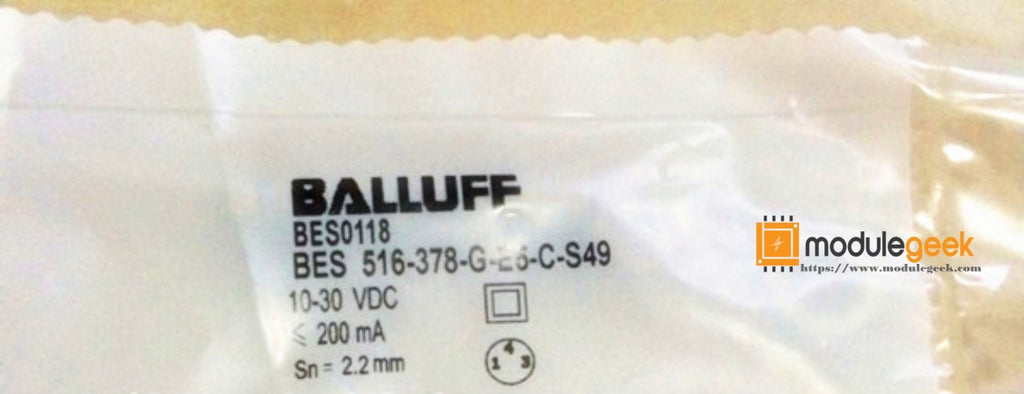 BALLUFF
BES0118
BES 516-378-G-E5-C-S49
10-30 VDC
≤ 200 mA
Sn = 2.2 mm
4
1 3
modulegeek
https://www.modulegeek.com